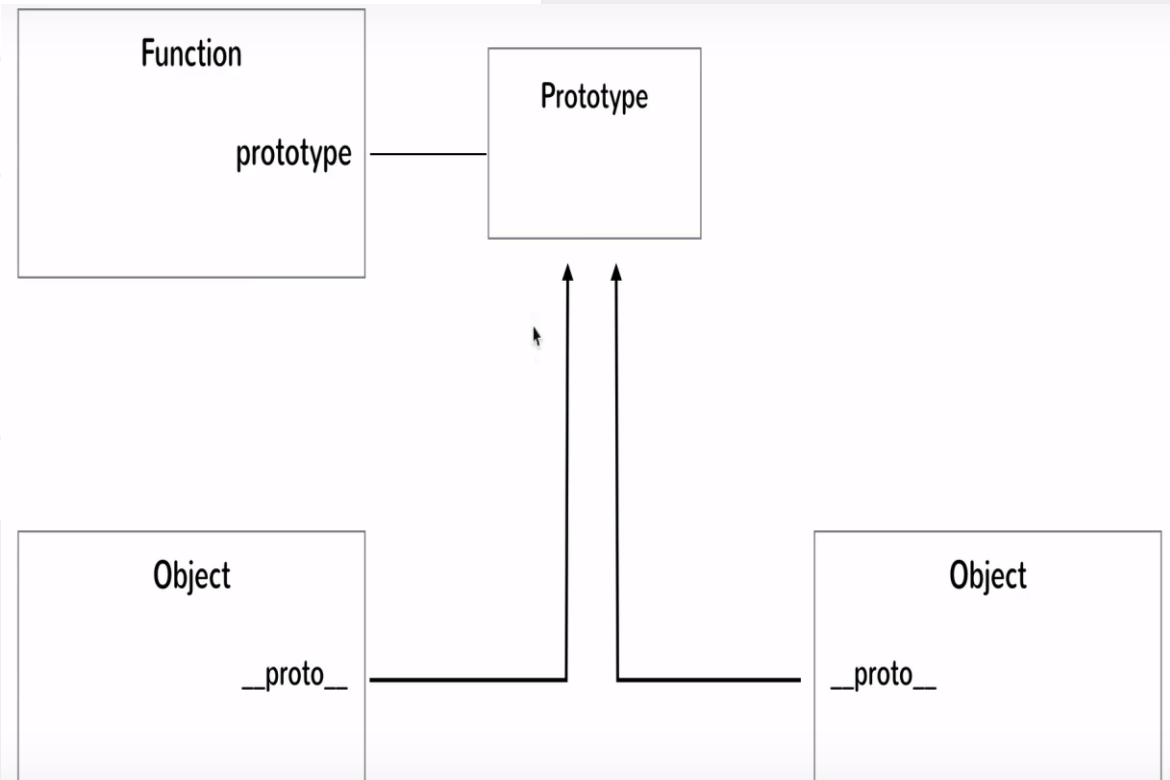 Function
prototype
Prototype
Object
__proto__
Object
__proto__